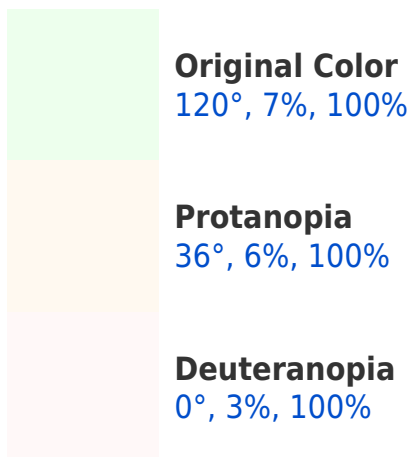 Original Color
120°, 7%, 100%
Protanopia
36°, 6%, 100%
Deuteranopia
0°, 3%, 100%